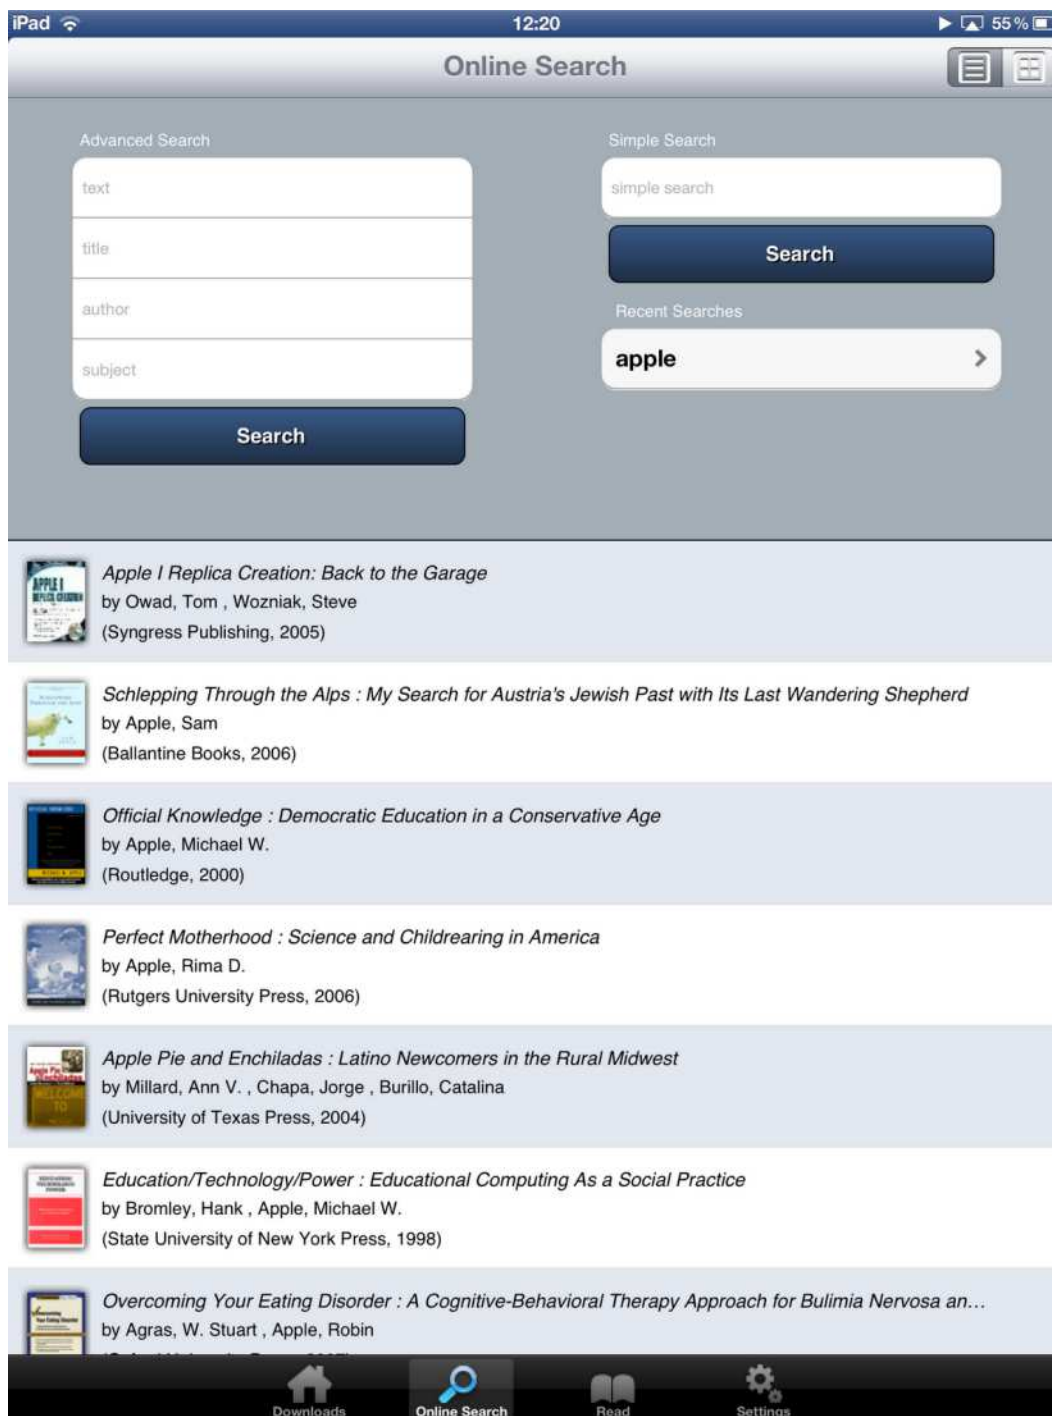 iPad
12:20
55%
Online Search
Advanced Search
text
title
author
subject
Search
Simple Search
simple search
Search
Recent Searches
apple
APPLE I
REPLICA CREATION
Apple I Replica Creation: Back to the Garage
by Owad, Tom , Wozniak, Steve
(Syngress Publishing, 2005)
Schlepping Through the Alps : My Search for Austria's Jewish Past with Its Last Wandering Shepherd
by Apple, Sam
(Ballantine Books, 2006)
Official Knowledge : Democratic Education in a Conservative Age
by Apple, Michael W.
(Routledge, 2000)
Perfect Motherhood : Science and Childrearing in America
by Apple, Rima D.
(Rutgers University Press, 2006)
WELCOME
TO
Apple Pie and Enchiladas : Latino Newcomers in the Rural Midwest
by Millard, Ann V. , Chapa, Jorge , Burillo, Catalina
(University of Texas Press, 2004)
Education/Technology/Power : Educational Computing As a Social Practice
by Bromley, Hank , Apple, Michael W.
(State University of New York Press, 1998)
Overcoming Your Eating Disorder : A Cognitive-Behavioral Therapy Approach for Bulimia Nervosa an...
by Agras, W. Stuart , Apple, Robin
Downloads
Online Search
Read
Settings